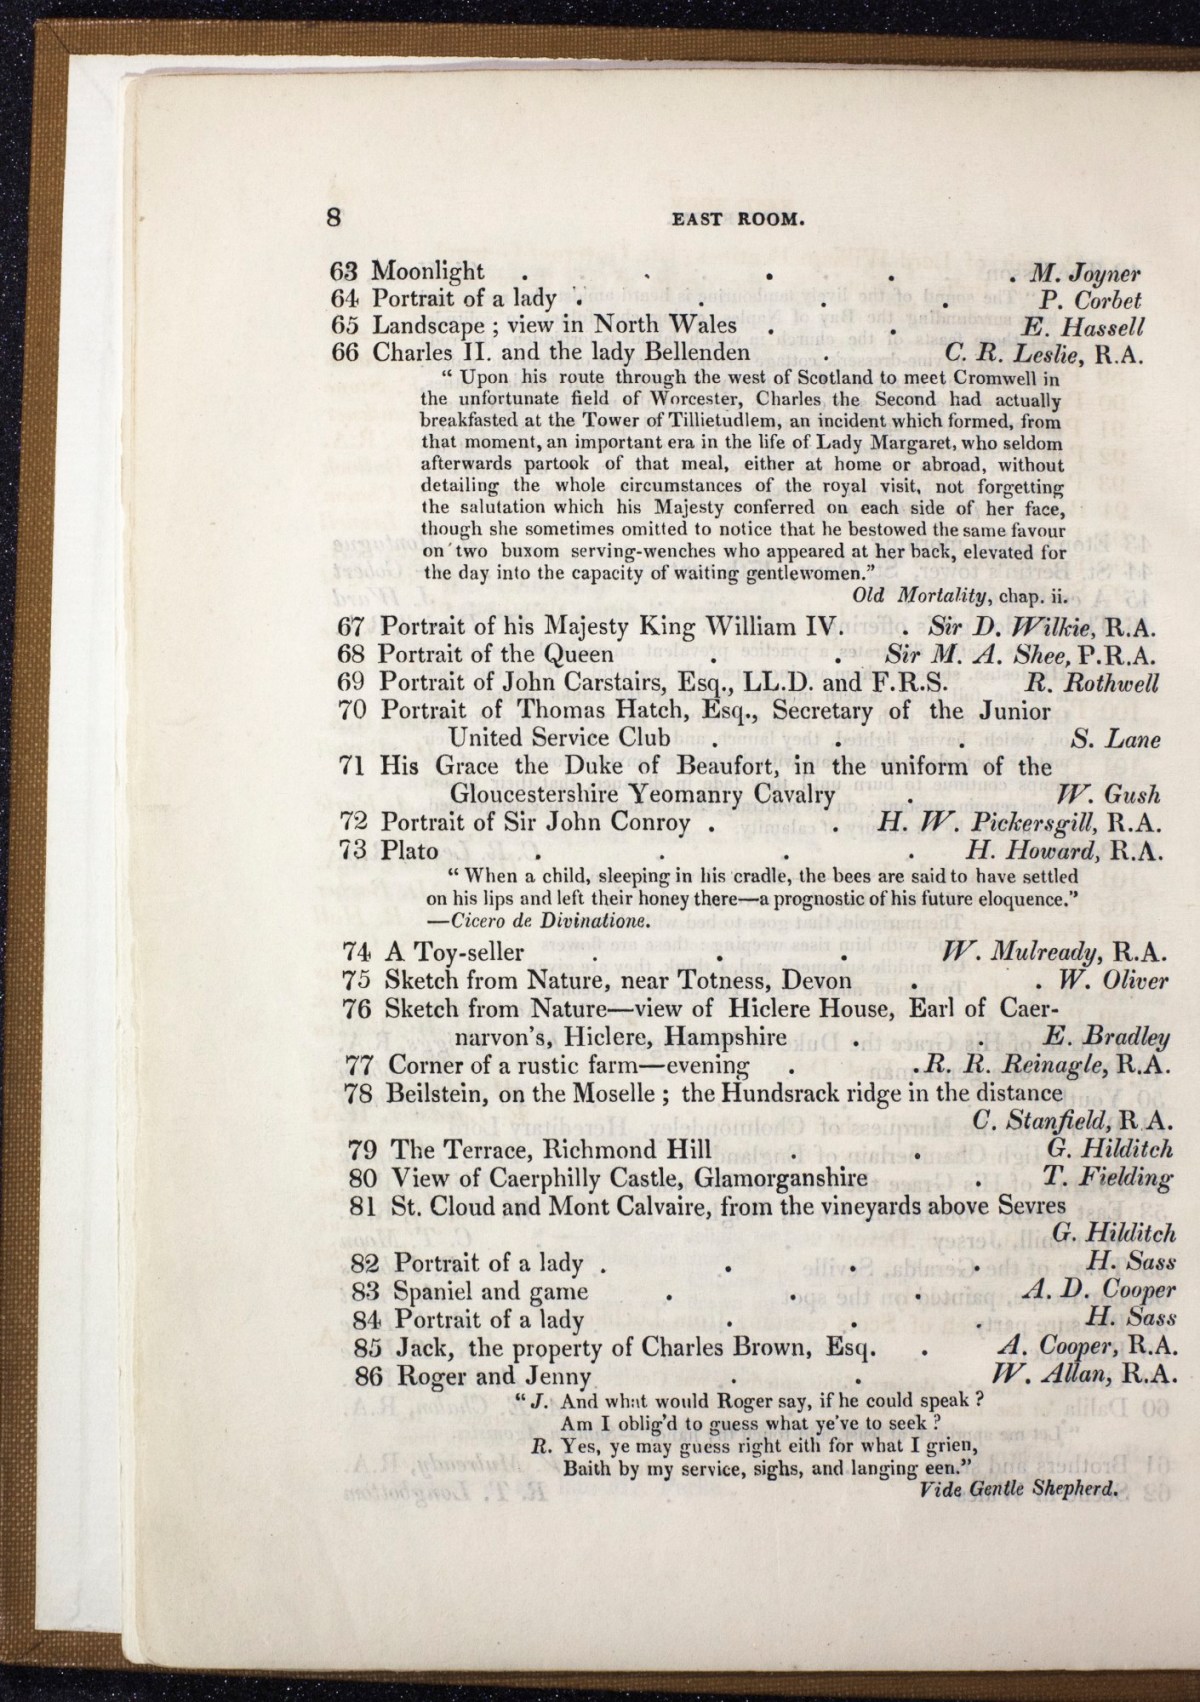 8 EAST ROOM.
63 Moonlight . . . . . M. Joyner
64 Portrait of a lady . . . . P. Corbet
65 Landscape ; view in North Wales . . E. Hassell
66 Charles II. and the lady Bellenden . C. R. Leslie, R.A.
“ Upon his route through the west of Scotland to meet Cromwell in
the unfortunate field of Worcester, Charles the Second had actually
breakfasted at the Tower of Tillietudlem, an incident which formed, from
that moment, an important era in the life of Lady Margaret, who seldom
afterwards partook of that meal, either at home or abroad, without
detailing the whole circumstances of the royal visit, not forgetting
the salutation which his Majesty conferred on each side of her face,
though she sometimes omitted to notice that he bestowed the same favour
on two buxom serving-wenches who appeared at her back, elevated for
the day into the capacity of waiting gentlewomen.”
Old Mortality, chap. ii.
67 Portrait of his Majesty King William IV. . Sir D. Wilkie, R.A.
68 Portrait of the Queen . . Sir M. A. Shee, P.R.A.
69 Portrait of John Carstairs, Esq., LL.D. and F.R.S. R. Rothwell
70 Portrait of Thomas Hatch, Esq., Secretary of the Junior
United Service Club . . . S. Lane
71 His Grace the Duke of Beaufort, in the uniform of the
Gloucestershire Yeomanry Cavalry . W. Gush
72 Portrait of Sir John Conroy . . H. W. Pickersgill, R.A.
73 Plato . . . . H. Howard, R.A.
“ When a child, sleeping in his cradle, the bees are said to have settled
on his lips and left their honey there—a prognostic of his future eloquence.”
—Cicero de Divinatione.
74 A Toy-seller . . . W. Mulready, R.A.
75 Sketch from Nature, near Totness, Devon . . W. Oliver
76 Sketch from Nature—view of Hiclere House, Earl of Caer-
narvon’s, Hiclere, Hampshire . . E. Bradley
77 Corner of a rustic farm—evening . . R. R. Reinagle, R.A.
78 Beilstein, on the Moselle ; the Hundsrack ridge in the distance
C. Stanfield, R A.
79 The Terrace, Richmond Hill . . G. Hilditch
80 View of Caerphilly Castle, Glamorganshire . T. Fielding
81 St. Cloud and Mont Calvaire, from the vineyards above Sevres
G. Hilditch
82 Portrait of a lady . . . . H. Sass
83 Spaniel and game . . . A. D. Cooper
84 Portrait of a lady . . . H. Sass
85 Jack, the property of Charles Brown, Esq. . A. Cooper, R.A.
86 Roger and Jenny . . W. Allan, R.A.
“ J. And what would Roger say, if he could speak ?
Am I oblig’d to guess what ye’ve to seek ?
R. Yes, ye may guess right eith for what I grien,
Baith by my service, sighs, and langing een.”
Vide Gentle Shepherd.